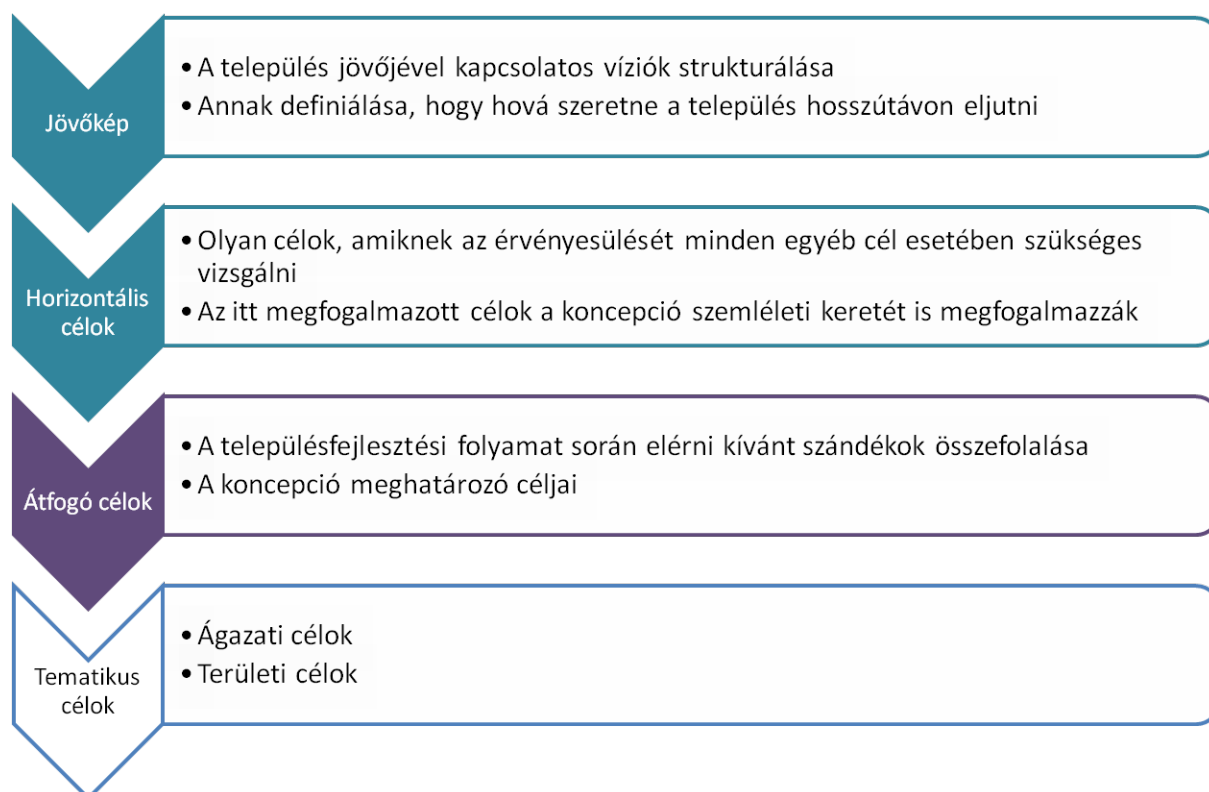 Jövőkép
• A település jövőjével kapcsolatos víziók strukturálása
• Annak definiálása, hogy hová szeretne a település hosszútávon eljutni
Horizontális
célok
• Olyan célok, amiknek az érvényesülését minden egyéb cél esetében szükséges
vizsgálni
• Az itt megfogalmazott célok a koncepció szemléleti keretét is megfogalmazzák
Átfogó célok
• A településfejlesztési folyamat során elérni kívánt szándékok összefolalása
• A koncepció meghatározó céljai
Tematikus
célok
• Ágazati célok
• Területi célok